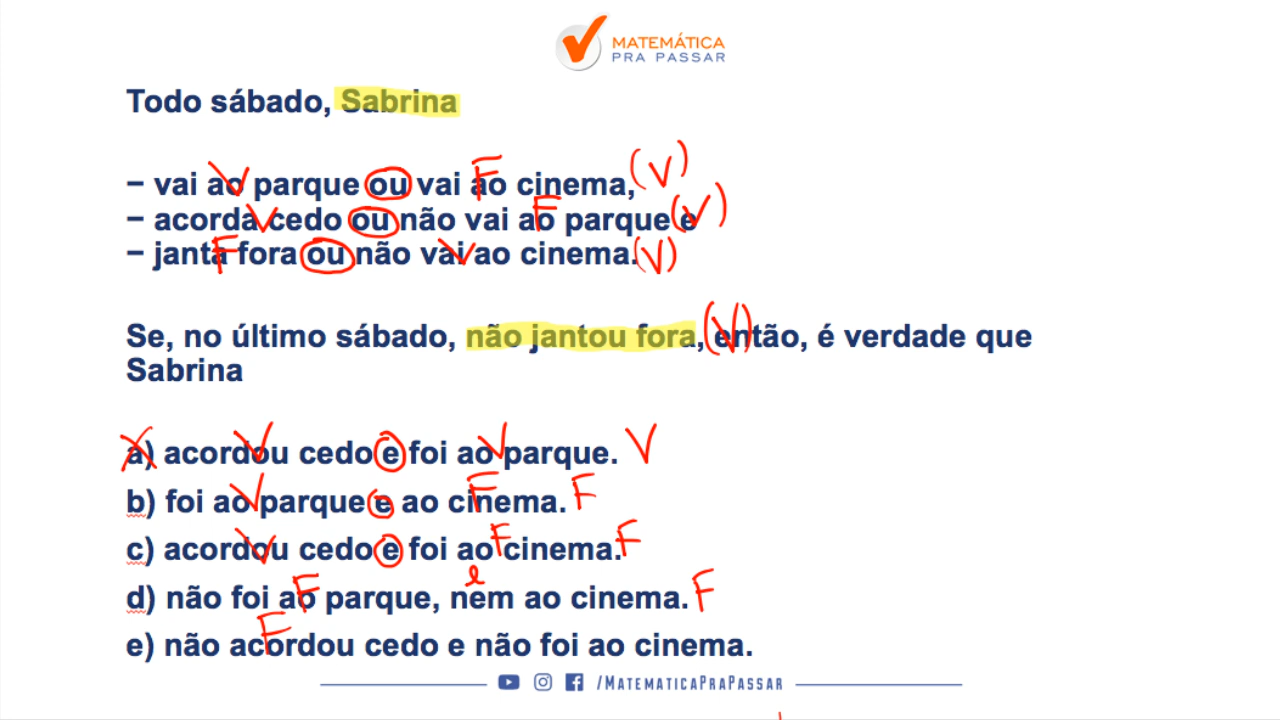 MATEMÁTICA
PRA PASSAR
Todo sábado, Sabrina
V F (V)
− vai ao parque ou vai ao cinema,
V F (V)
− acorda cedo ou não vai ao parque e
F V (V)
− janta fora ou não vai ao cinema.
Se, no último sábado, não jantou fora, (V) então, é verdade que
Sabrina
V V V
a) acordou cedo e foi ao parque.
V F F
b) foi ao parque e ao cinema.
V F F
c) acordou cedo e foi ao cinema.
F e F
d) não foi ao parque, nem ao cinema.
F
e) não acordou cedo e não foi ao cinema.
/MATEMATICAPRAPASSAR